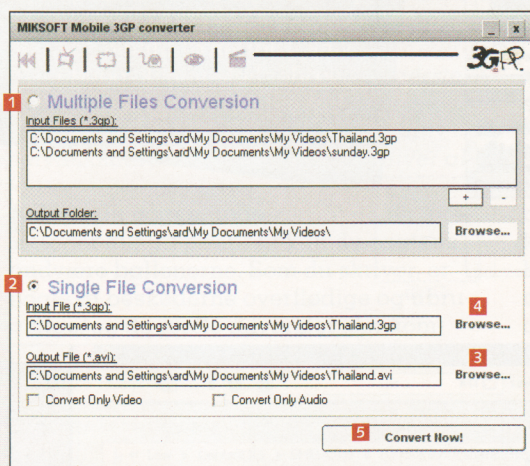 MIKSOFT Mobile 3GP converter
_ x
3GPP
1 Multiple Files Conversion
Input Files (*.3gp):
C:\Documents and Settings\ard\My Documents\My Videos\Thailand.3gp
C:\Documents and Settings\ard\My Documents\My Videos\sunday.3gp
+ -
Output Folder:
C:\Documents and Settings\ard\My Documents\My Videos\ Browse...
2 Single File Conversion
Input File (*.3gp):
4
C:\Documents and Settings\ard\My Documents\My Videos\Thailand.3gp Browse...
Output File (*.avi):
3
C:\Documents and Settings\ard\My Documents\My Videos\Thailand.avi Browse...
Convert Only Video Convert Only Audio
5 Convert Now!